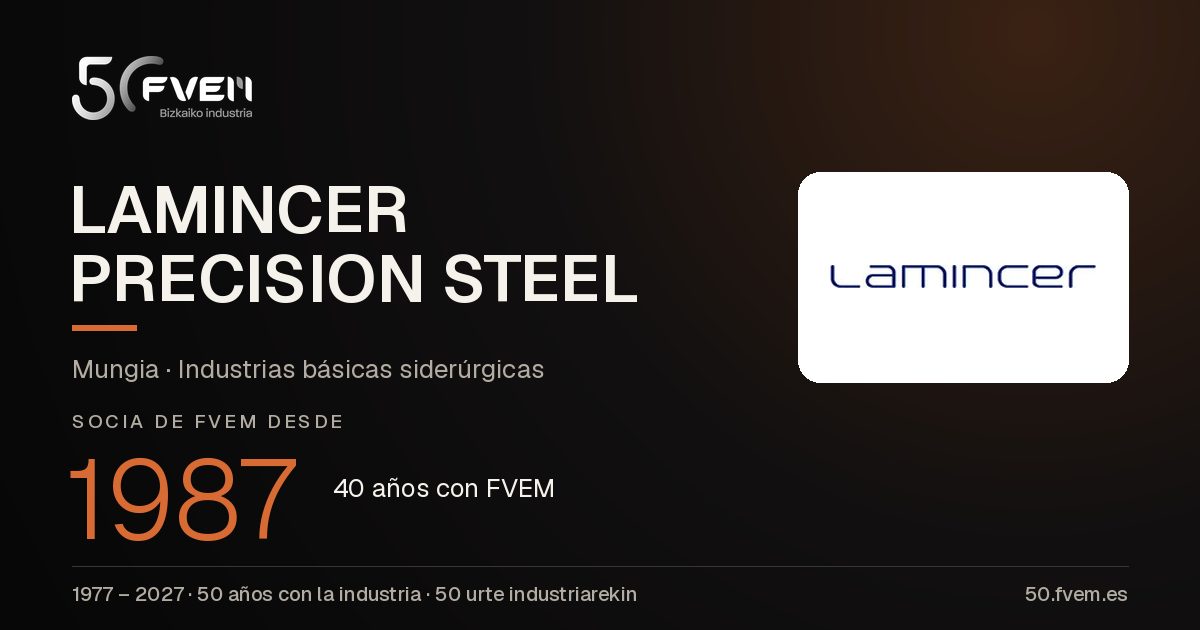 50 FVEM
Bizkaiko industria
LAMINCER
PRECISION STEEL
Lamincer
Mungia · Industrias básicas siderúrgicas
SOCIA DE FVEM DESDE
1987
40 años con FVEM
1977 – 2027 · 50 años con la industria · 50 urte industriarekin
50.fvem.es